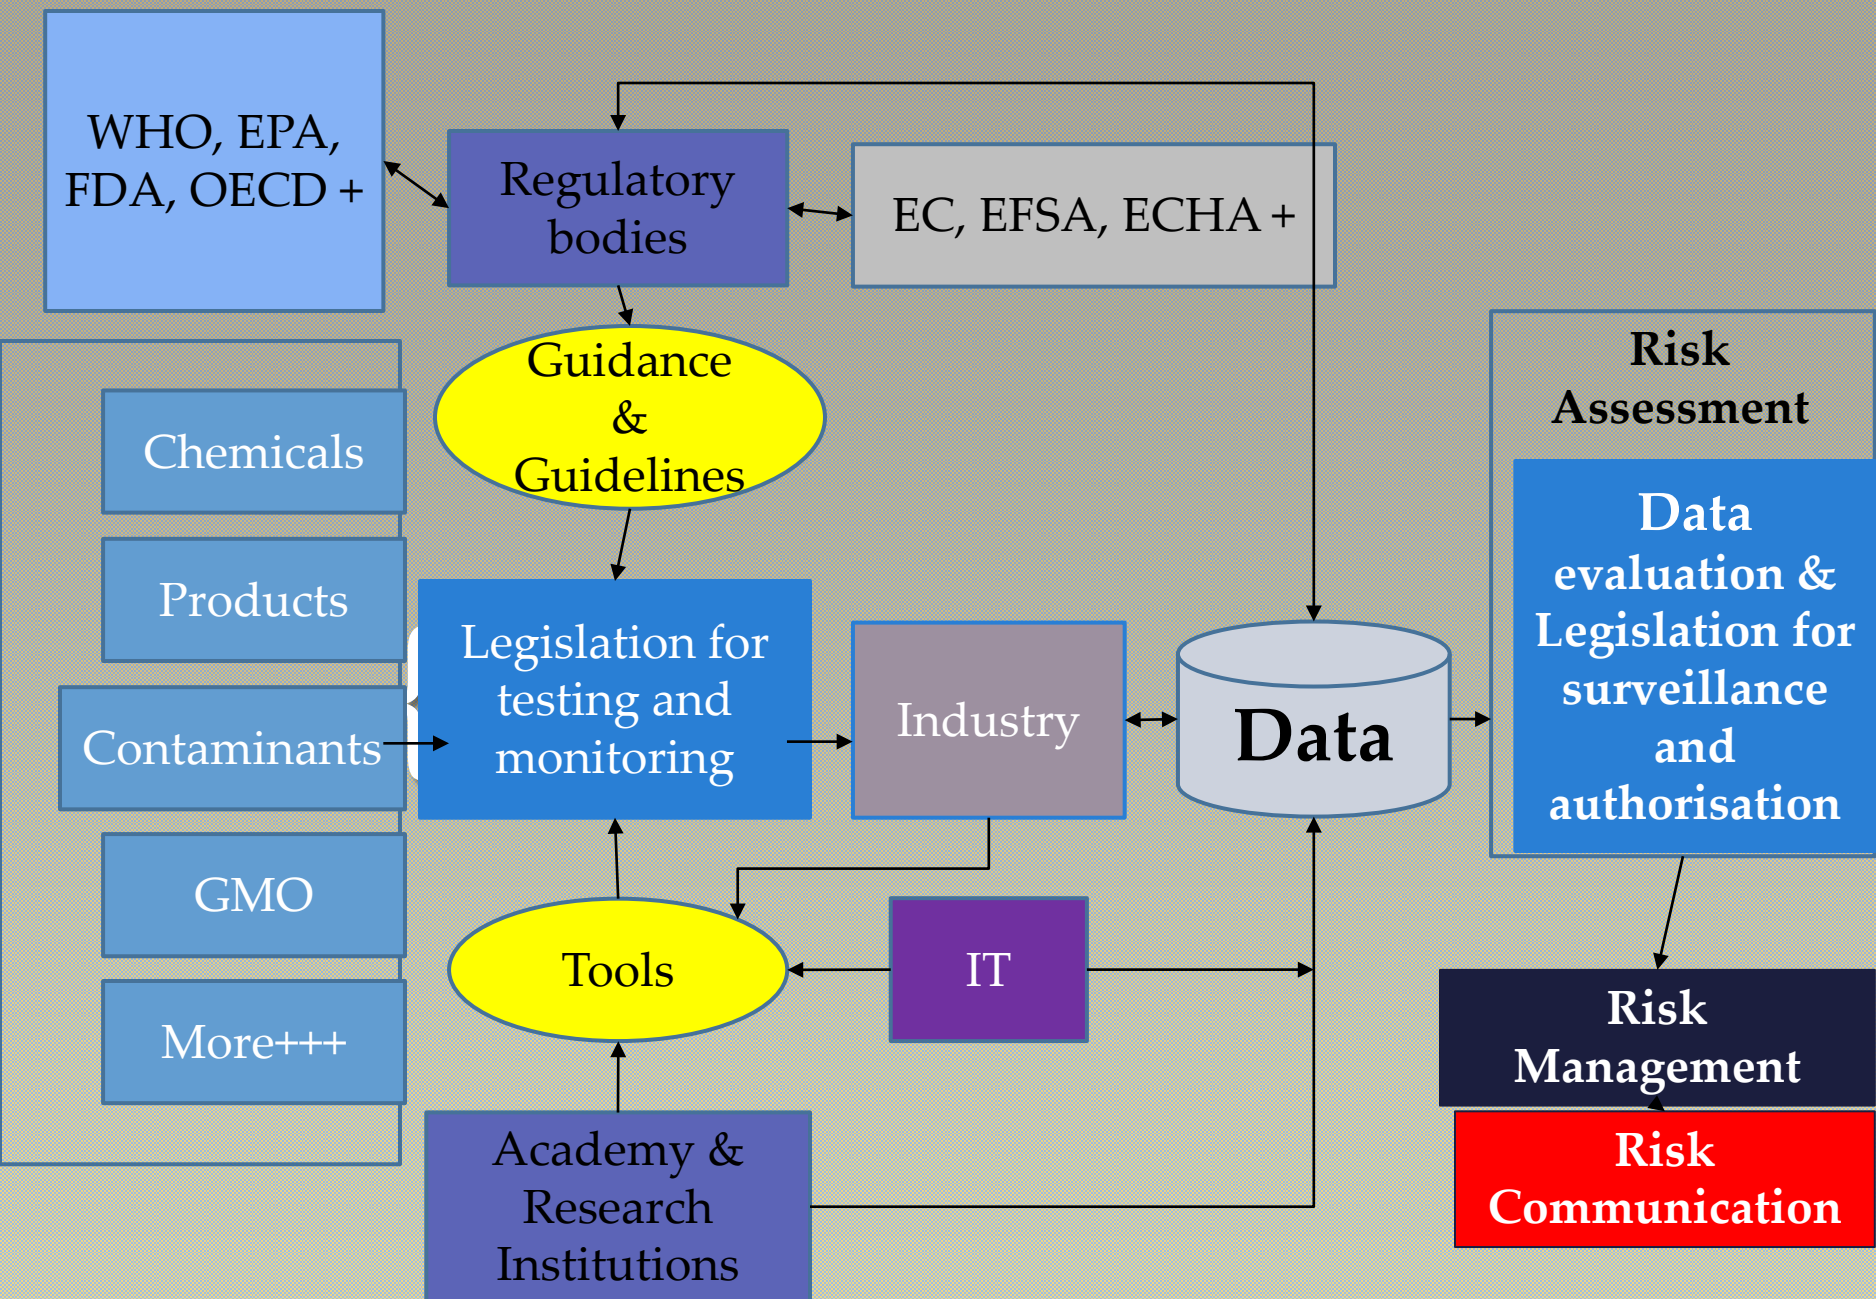 WHO, EPA,
FDA, OECD +
Regulatory
bodies
EC, EFSA, ECHA +
Guidance
&
Guidelines
Chemicals
Products
Contaminants
GMO
More+++
Legislation for
testing and
monitoring
Industry
Data
Tools
IT
Academy &
Research
Institutions
Risk
Assessment
Data
evaluation &
Legislation for
surveillance
and
authorisation
Risk
Management
Risk
Communication